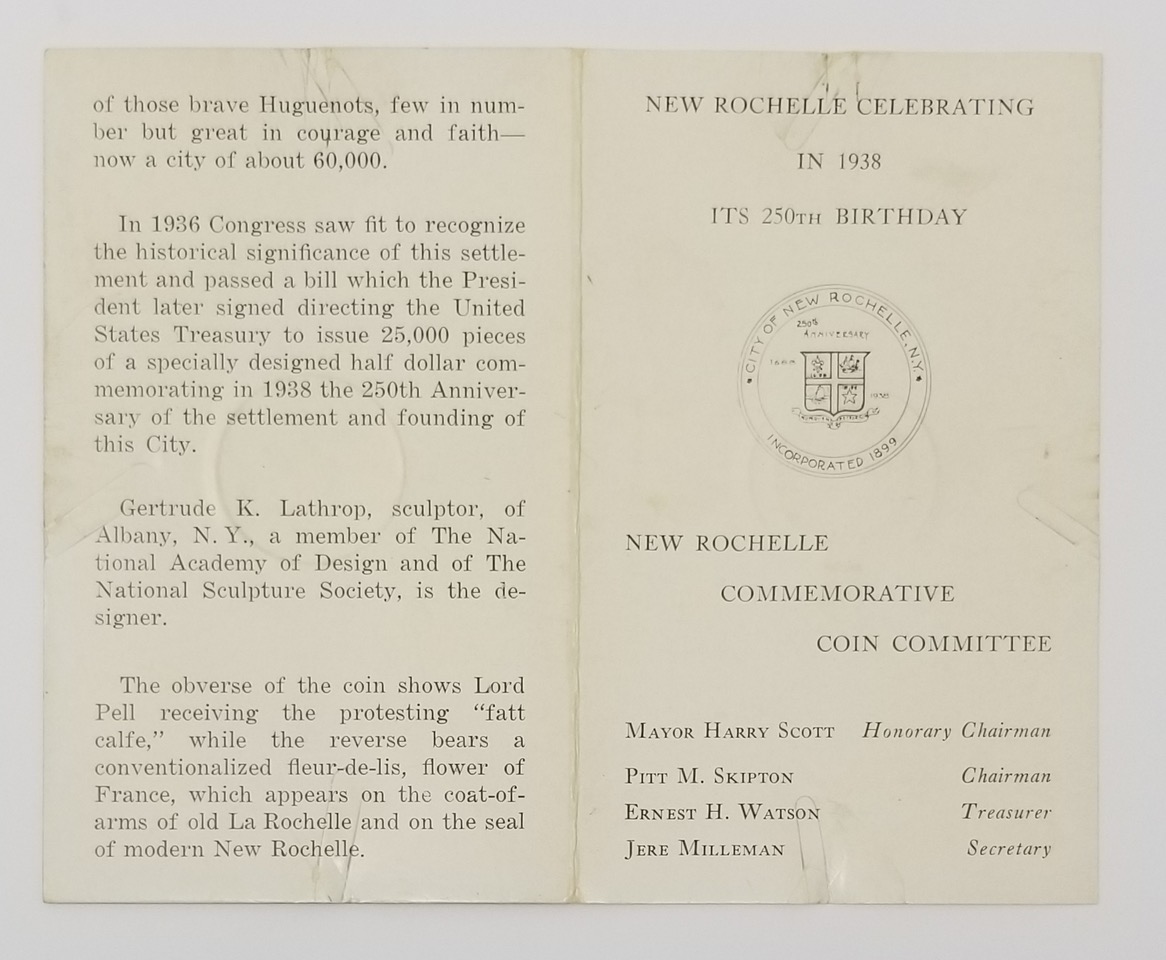 of those brave Huguenots, few in num-
ber but great in courage and faith—
now a city of about 60,000.
In 1936 Congress saw fit to recognize
the historical significance of this settle-
ment and passed a bill which the Presi-
dent later signed directing the United
States Treasury to issue 25,000 pieces
of a specially designed half dollar com-
memorating in 1938 the 250th Anniver-
sary of the settlement and founding of
this City.
Gertrude K. Lathrop, sculptor, of
Albany, N. Y., a member of The Na-
tional Academy of Design and of The
National Sculpture Society, is the de-
signer.
The obverse of the coin shows Lord
Pell receiving the protesting “fatt
calfe,” while the reverse bears a
conventionalized fleur-de-lis, flower of
France, which appears on the coat-of-
arms of old La Rochelle and on the seal
of modern New Rochelle.
NEW ROCHELLE CELEBRATING
IN 1938
ITS 250TH BIRTHDAY
CITY OF NEW ROCHELLE, N.Y.
250th
ANNIVERSARY
1688
1938
INCORPORATED 1899
NEW ROCHELLE
COMMEMORATIVE
COIN COMMITTEE
MAYOR HARRY SCOTT Honorary Chairman
PITT M. SKIPTON Chairman
ERNEST H. WATSON Treasurer
JERE MILLEMAN Secretary